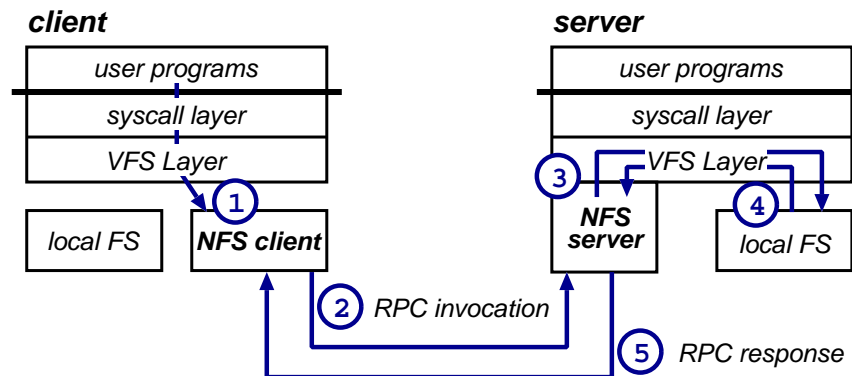 client
server
user programs
user programs
syscall layer
syscall layer
VFS Layer
VFS Layer
1
3
4
local FS
NFS client
NFS
server
local FS
2
RPC invocation
5
RPC response